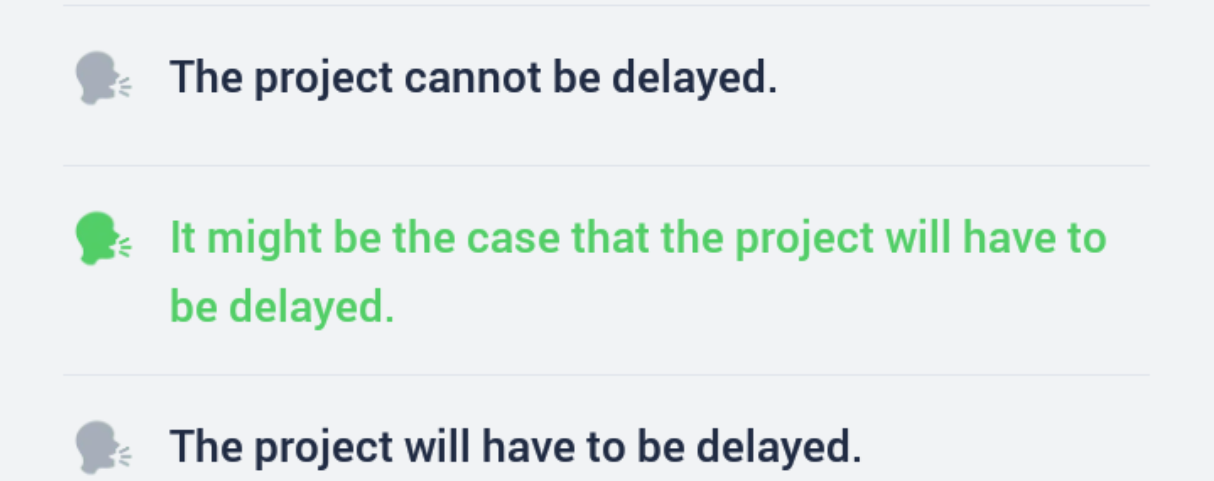 The project cannot be delayed.
It might be the case that the project will have to
be delayed.
The project will have to be delayed.